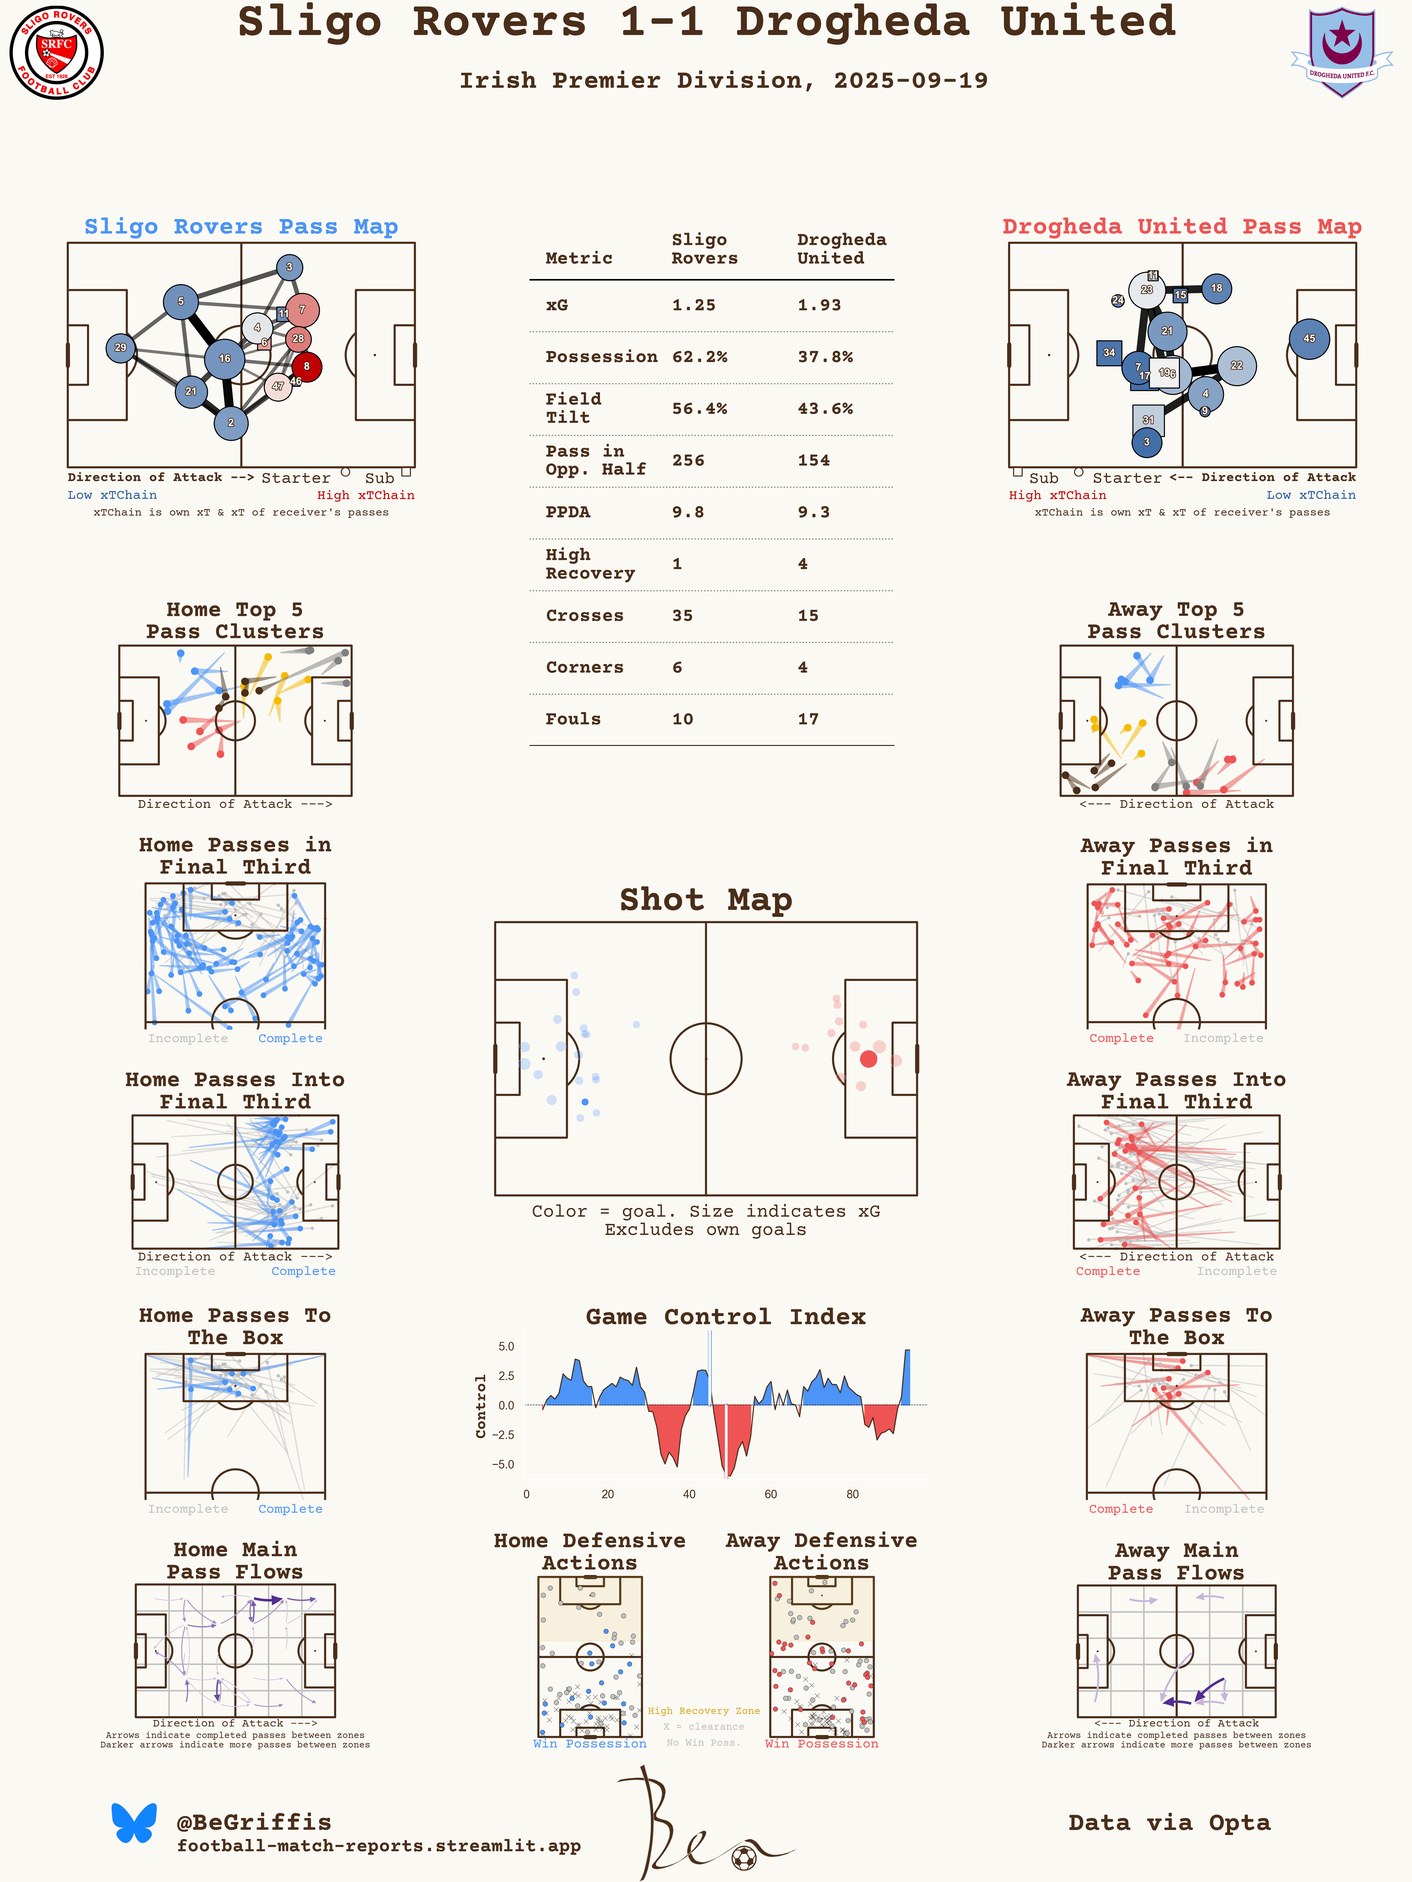 Sligo Rovers 1-1 Drogheda United
Irish Premier Division, 2025-09-19
SLIGO ROVERS
SRFC
EST 1928
FOOTBALL CLUB
DROGHEDA UNITED F.C.
Sligo Rovers Pass Map
3
5
7
11
4
6
28
29
16
8
47
46
21
2
Direction of Attack --> Starter Sub
Low xTChain High xTChain
xTChain is own xT & xT of receiver's passes
Metric Sligo Rovers Drogheda United
xG 1.25 1.93
Possession 62.2% 37.8%
Field Tilt 56.4% 43.6%
Pass in Opp. Half 256 154
PPDA 9.8 9.3
High Recovery 1 4
Crosses 35 15
Corners 6 4
Fouls 10 17
Drogheda United Pass Map
11
23
18
24
15
21
45
34
7
17
19
6
22
4
9
31
3
Sub Starter <-- Direction of Attack
High xTChain Low xTChain
xTChain is own xT & xT of receiver's passes
Home Top 5
Pass Clusters
Direction of Attack --->
Away Top 5
Pass Clusters
<--- Direction of Attack
Home Passes in
Final Third
Incomplete Complete
Away Passes in
Final Third
Complete Incomplete
Shot Map
Color = goal. Size indicates xG
Excludes own goals
Home Passes Into
Final Third
Direction of Attack --->
Incomplete Complete
Away Passes Into
Final Third
<--- Direction of Attack
Complete Incomplete
Home Passes To
The Box
Incomplete Complete
Game Control Index
Control
5.0
2.5
0.0
−2.5
−5.0
0 20 40 60 80
Away Passes To
The Box
Complete Incomplete
Home Main
Pass Flows
Direction of Attack --->
Arrows indicate completed passes between zones
Darker arrows indicate more passes between zones
Home Defensive
Actions
Win Possession
High Recovery Zone
X = clearance
No Win Poss.
Away Defensive
Actions
Win Possession
Away Main
Pass Flows
<--- Direction of Attack
Arrows indicate completed passes between zones
Darker arrows indicate more passes between zones
@BeGriffis
football-match-reports.streamlit.app
Ben
Data via Opta